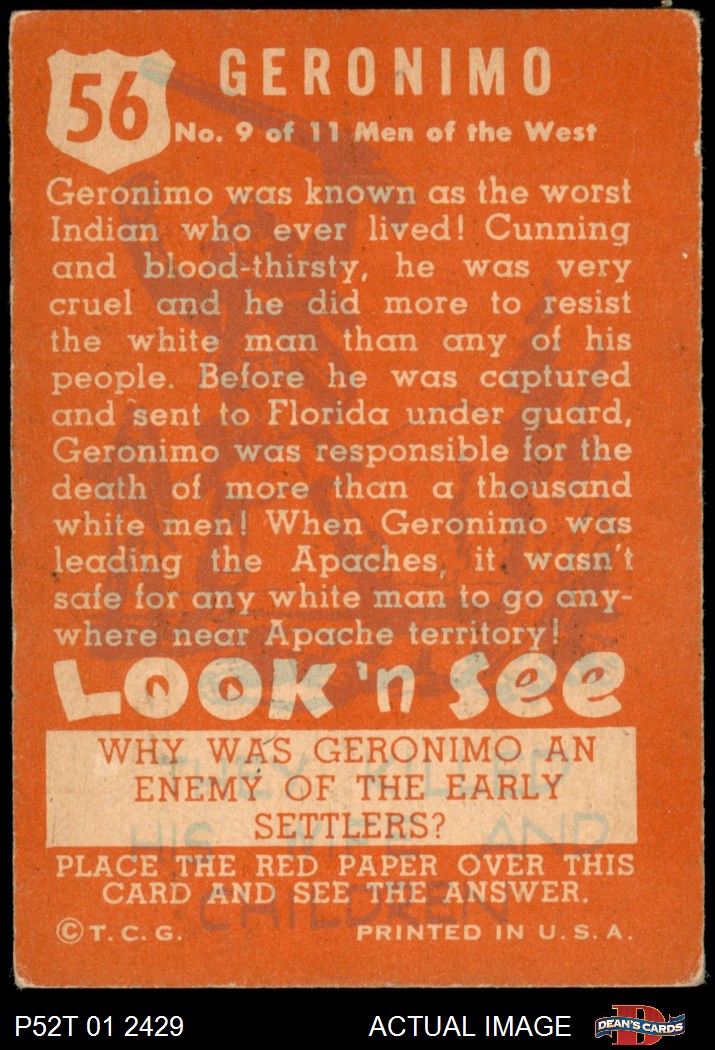 56
GERONIMO
No. 9 of 11 Men of the West
Geronimo was known as the worst
Indian who ever lived! Cunning
and blood-thirsty, he was very
cruel and he did more to resist
the white man than any of his
people. Before he was captured
and sent to Florida under guard,
Geronimo was responsible for the
death of more than a thousand
white men! When Geronimo was
leading the Apaches, it wasn't
safe for any white man to go any-
where near Apache territory!
LOOK 'n SEE
WHY WAS GERONIMO AN
ENEMY OF THE EARLY
SETTLERS?
THEY KILLED
HIS WIFE AND
CHILDREN
PLACE THE RED PAPER OVER THIS
CARD AND SEE THE ANSWER.
© T. C. G. PRINTED IN U. S. A.
P52T 01 2429 ACTUAL IMAGE D DEAN'S CARDS